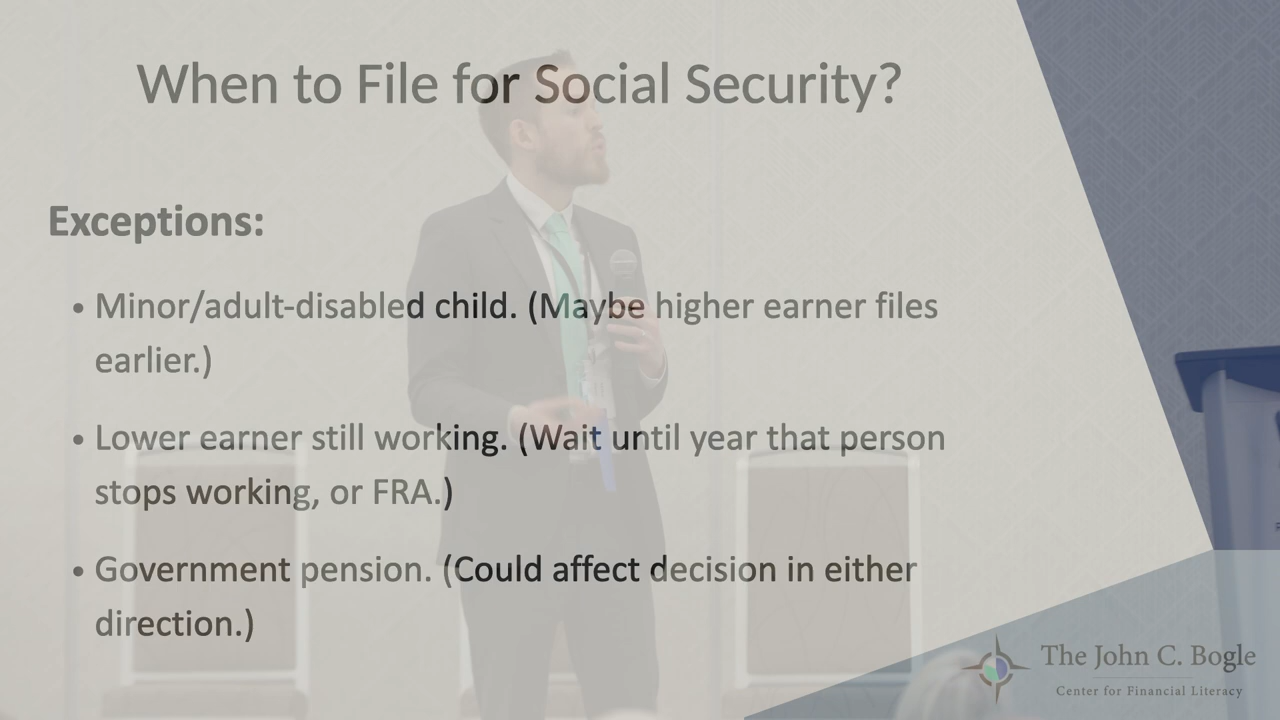 When to File for Social Security?
Exceptions:
• Minor/adult-disabled child. (Maybe higher earner files
earlier.)
• Lower earner still working. (Wait until year that person
stops working, or FRA.)
• Government pension. (Could affect decision in either
direction.)
The John C. Bogle
Center for Financial Literacy